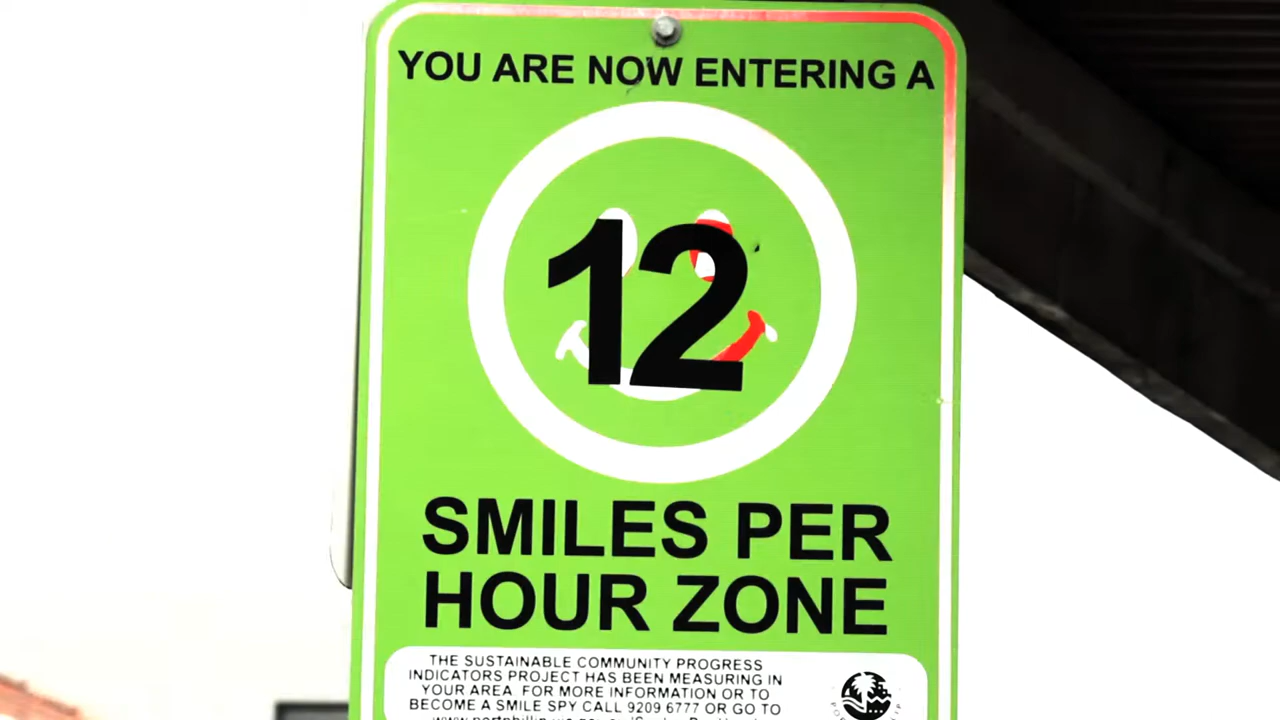 YOU ARE NOW ENTERING A
12
SMILES PER
HOUR ZONE
THE SUSTAINABLE COMMUNITY PROGRESS
INDICATORS PROJECT HAS BEEN MEASURING IN
YOUR AREA. FOR MORE INFORMATION OR TO
BECOME A SMILE SPY CALL 9209 6777 OR GO TO